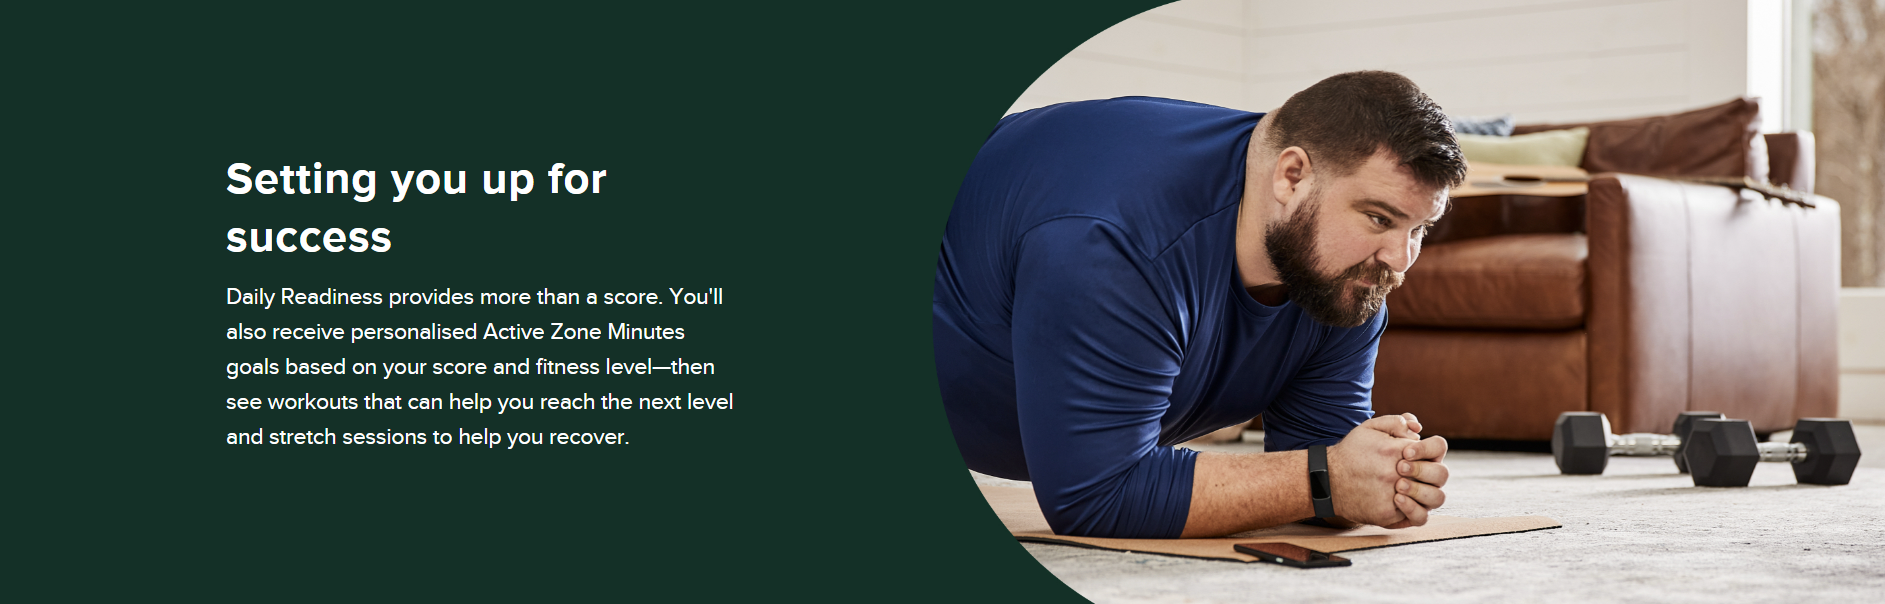 Setting you up for
success
Daily Readiness provides more than a score. You'll
also receive personalised Active Zone Minutes
goals based on your score and fitness level—then
see workouts that can help you reach the next level
and stretch sessions to help you recover.